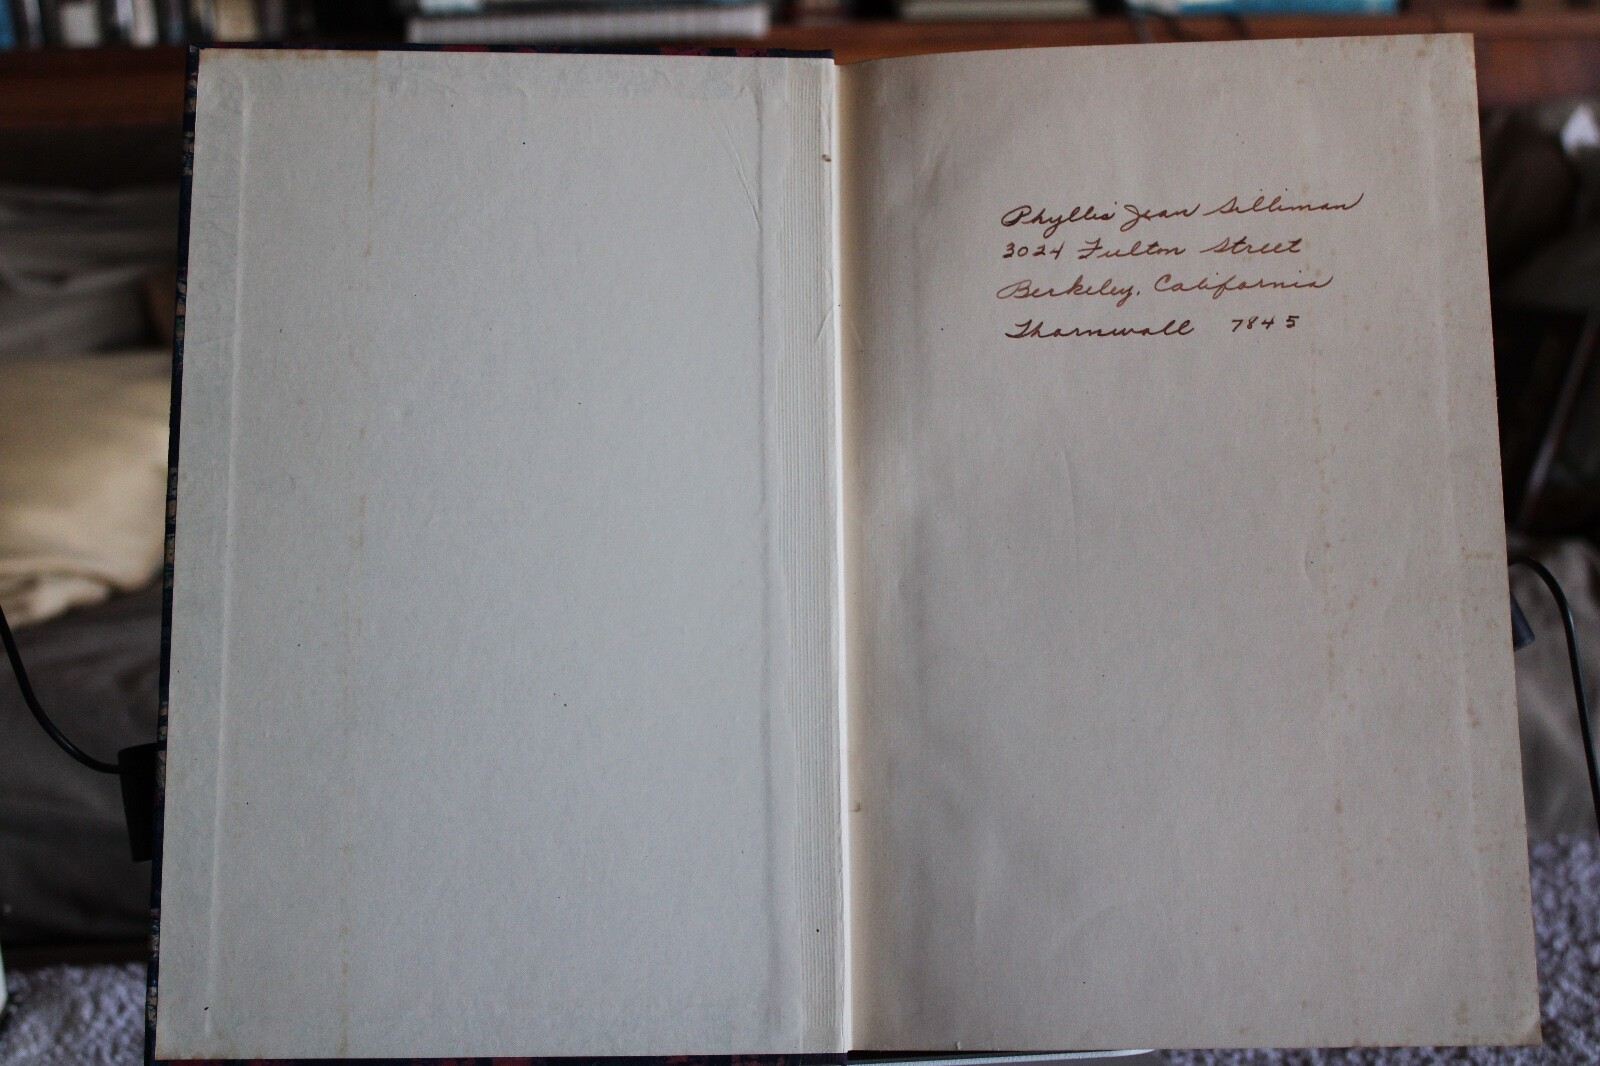 Phyllis Jean Silliman
3024 Fulton Street
Berkeley, California
Thornwall 7845